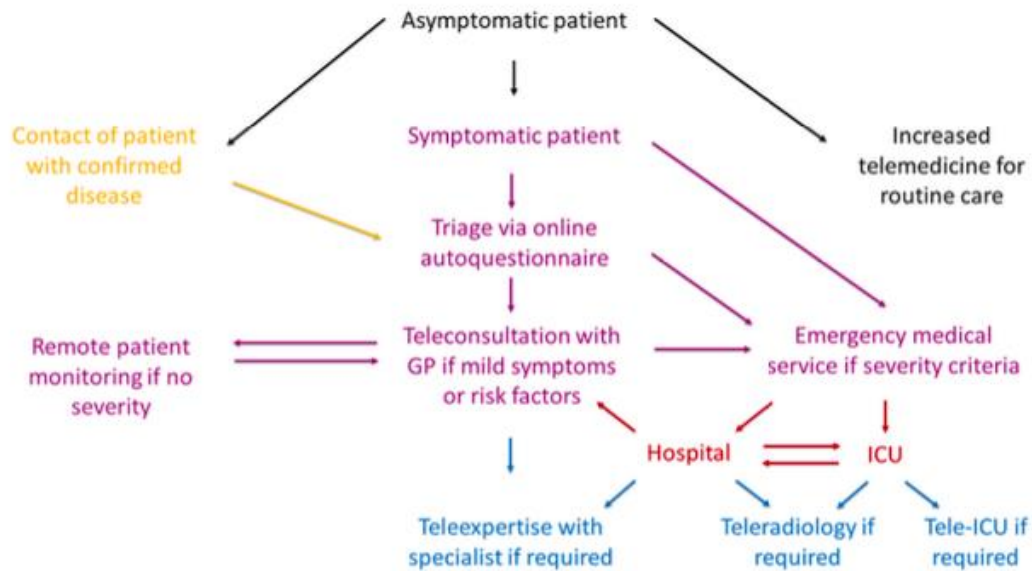 Asymptomatic patient
Contact of patient
with confirmed
disease
Symptomatic patient
Increased
telemedicine for
routine care
Triage via online
autoquestionnaire
Remote patient
monitoring if no
severity
Teleconsultation with
GP if mild symptoms
or risk factors
Emergency medical
service if severity criteria
Hospital
ICU
Teleexpertise with
specialist if required
Teleradiology if
required
Tele-ICU if
required